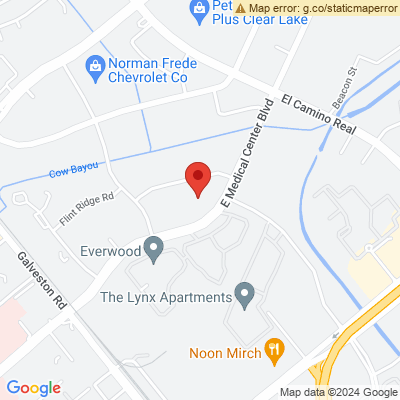 Pet
Plus Clear Lake
Map error: g.co/staticmaperror
Norman Frede
Chevrolet Co
Beacon St
El Camino Real
E Medical Center Blvd
Cow Bayou
Flint Ridge Rd
Everwood
Galveston Rd
The Lynx Apartments
Noon Mirch
Google
Map data ©2024 Google